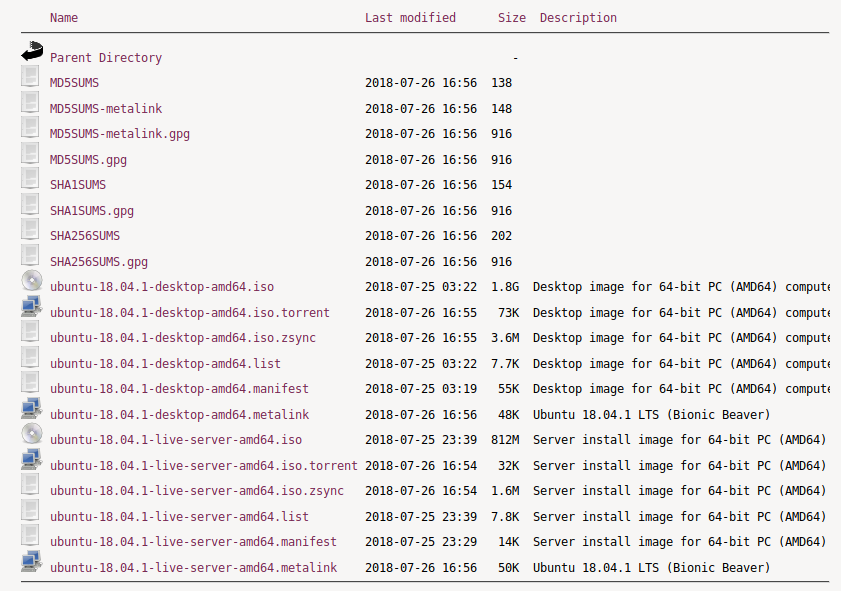 Name Last modified Size Description
Parent Directory -
MD5SUMS 2018-07-26 16:56 138
MD5SUMS-metalink 2018-07-26 16:56 148
MD5SUMS-metalink.gpg 2018-07-26 16:56 916
MD5SUMS.gpg 2018-07-26 16:56 916
SHA1SUMS 2018-07-26 16:56 154
SHA1SUMS.gpg 2018-07-26 16:56 916
SHA256SUMS 2018-07-26 16:56 202
SHA256SUMS.gpg 2018-07-26 16:56 916
ubuntu-18.04.1-desktop-amd64.iso 2018-07-25 03:22 1.8G Desktop image for 64-bit PC (AMD64) compute
ubuntu-18.04.1-desktop-amd64.iso.torrent 2018-07-26 16:55 73K Desktop image for 64-bit PC (AMD64) compute
ubuntu-18.04.1-desktop-amd64.iso.zsync 2018-07-26 16:55 3.6M Desktop image for 64-bit PC (AMD64) compute
ubuntu-18.04.1-desktop-amd64.list 2018-07-25 03:22 7.7K Desktop image for 64-bit PC (AMD64) compute
ubuntu-18.04.1-desktop-amd64.manifest 2018-07-25 03:19 55K Desktop image for 64-bit PC (AMD64) compute
ubuntu-18.04.1-desktop-amd64.metalink 2018-07-26 16:56 48K Ubuntu 18.04.1 LTS (Bionic Beaver)
ubuntu-18.04.1-live-server-amd64.iso 2018-07-25 23:39 812M Server install image for 64-bit PC (AMD64)
ubuntu-18.04.1-live-server-amd64.iso.torrent 2018-07-26 16:54 32K Server install image for 64-bit PC (AMD64)
ubuntu-18.04.1-live-server-amd64.iso.zsync 2018-07-26 16:54 1.6M Server install image for 64-bit PC (AMD64)
ubuntu-18.04.1-live-server-amd64.list 2018-07-25 23:39 7.8K Server install image for 64-bit PC (AMD64)
ubuntu-18.04.1-live-server-amd64.manifest 2018-07-25 23:29 14K Server install image for 64-bit PC (AMD64)
ubuntu-18.04.1-live-server-amd64.metalink 2018-07-26 16:56 50K Ubuntu 18.04.1 LTS (Bionic Beaver)